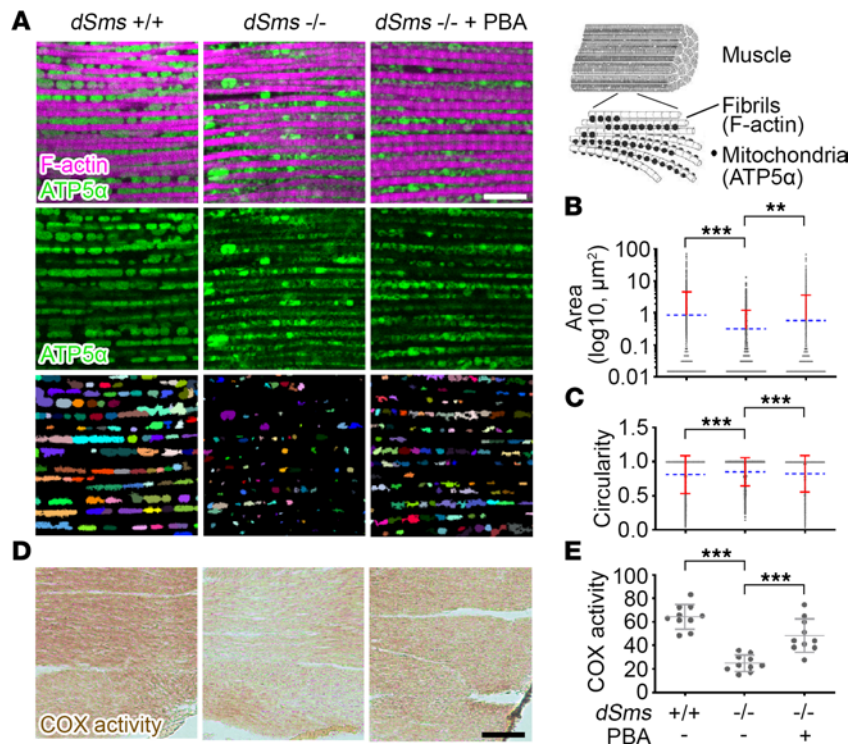 A
dSms +/+
dSms -/-
dSms -/- + PBA
F-actin
ATP5α
ATP5α
Muscle
Fibrils
(F-actin)
Mitochondria
(ATP5α)
B
***
**
Area
(log10, µm²)
100
10
1
0.1
0.01
C
***
***
Circularity
1.5
1.0
0.5
0.0
D
COX activity
E
***
***
COX activity
100
80
60
40
20
0
dSms +/+ -/- -/-
PBA - - +